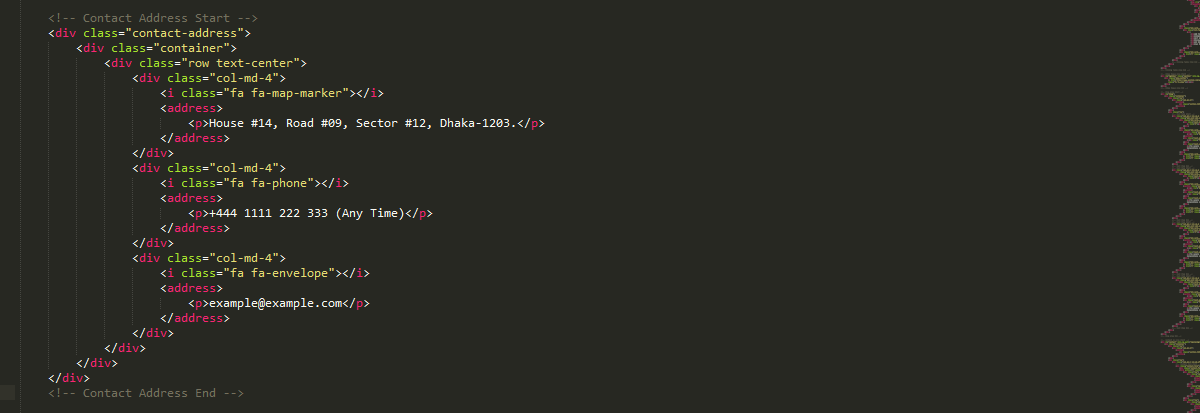 <!-- Contact Address Start -->
<div class="contact-address">
    <div class="container">
        <div class="row text-center">
            <div class="col-md-4">
                <i class="fa fa-map-marker"></i>
                <address>
                    <p>House #14, Road #09, Sector #12, Dhaka-1203.</p>
                </address>
            </div>
            <div class="col-md-4">
                <i class="fa fa-phone"></i>
                <address>
                    <p>+444 1111 222 333 (Any Time)</p>
                </address>
            </div>
            <div class="col-md-4">
                <i class="fa fa-envelope"></i>
                <address>
                    <p>example@example.com</p>
                </address>
            </div>
        </div>
    </div>
</div>
<!-- Contact Address End -->